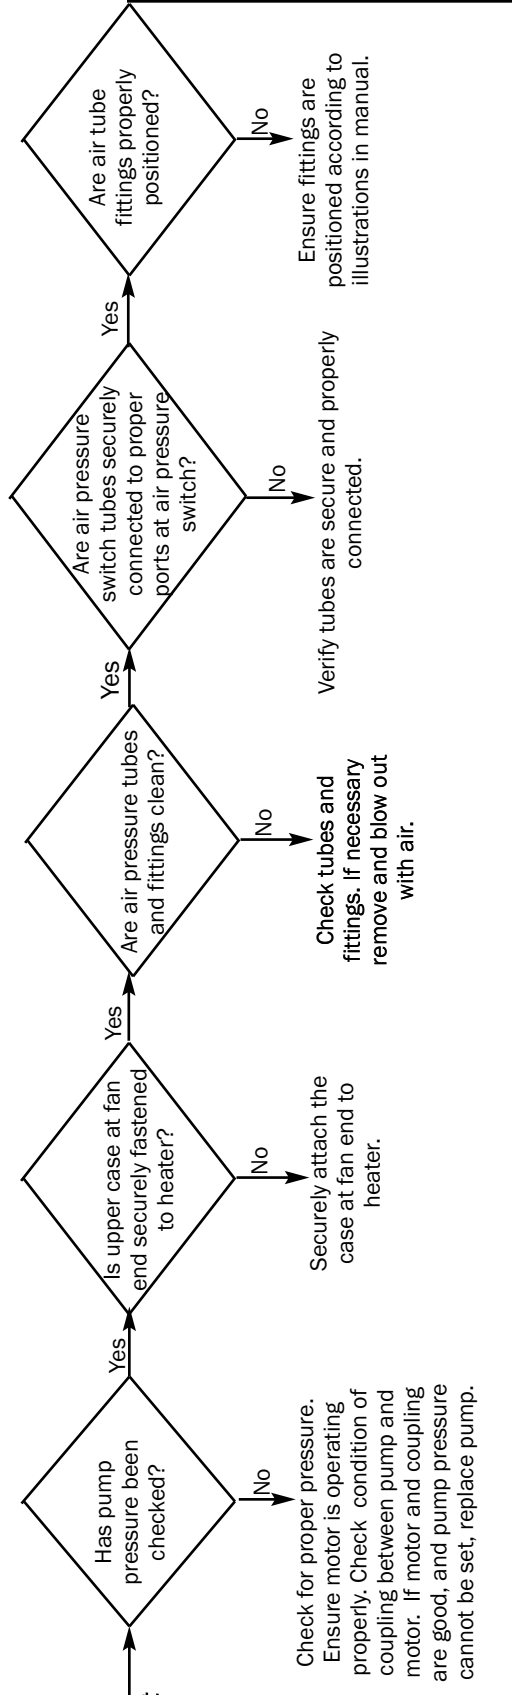 Has pump
pressure been
checked?
No
Check for proper pressure.
Ensure motor is operating
properly. Check condition of
coupling between pump and
motor. If motor and coupling
are good, and pump pressure
cannot be set, replace pump.
Yes
Is upper case at fan
end securely fastened
to heater?
No
Securely attach the
case at fan end to
heater.
Yes
Are air pressure tubes
and fittings clean?
No
Check tubes and
fittings. If necessary
remove and blow out
with air.
Yes
Are air pressure
switch tubes securely
connected to proper
ports at air pressure
switch?
No
Verify tubes are secure and properly
connected.
Yes
Are air tube
fittings properly
positioned?
No
Ensure fittings are
positioned according to
illustrations in manual.